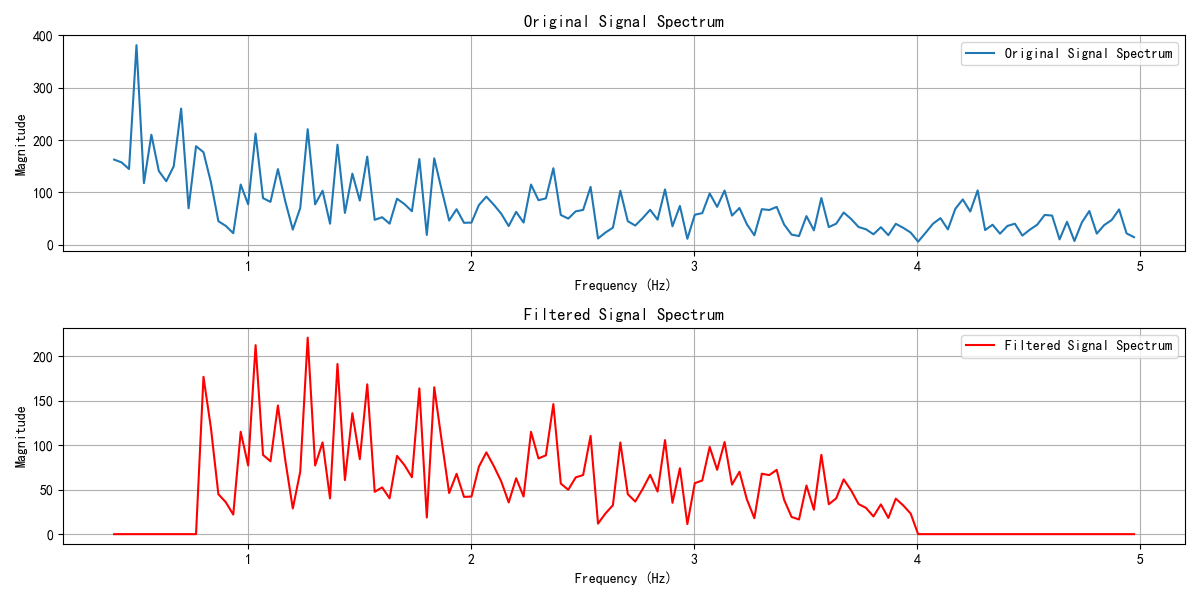 Original Signal Spectrum
400
300
200
100
0
Magnitude
Original Signal Spectrum
1 2 3 4 5
Frequency (Hz)
Filtered Signal Spectrum
200
150
100
50
0
Magnitude
Filtered Signal Spectrum
1 2 3 4 5
Frequency (Hz)